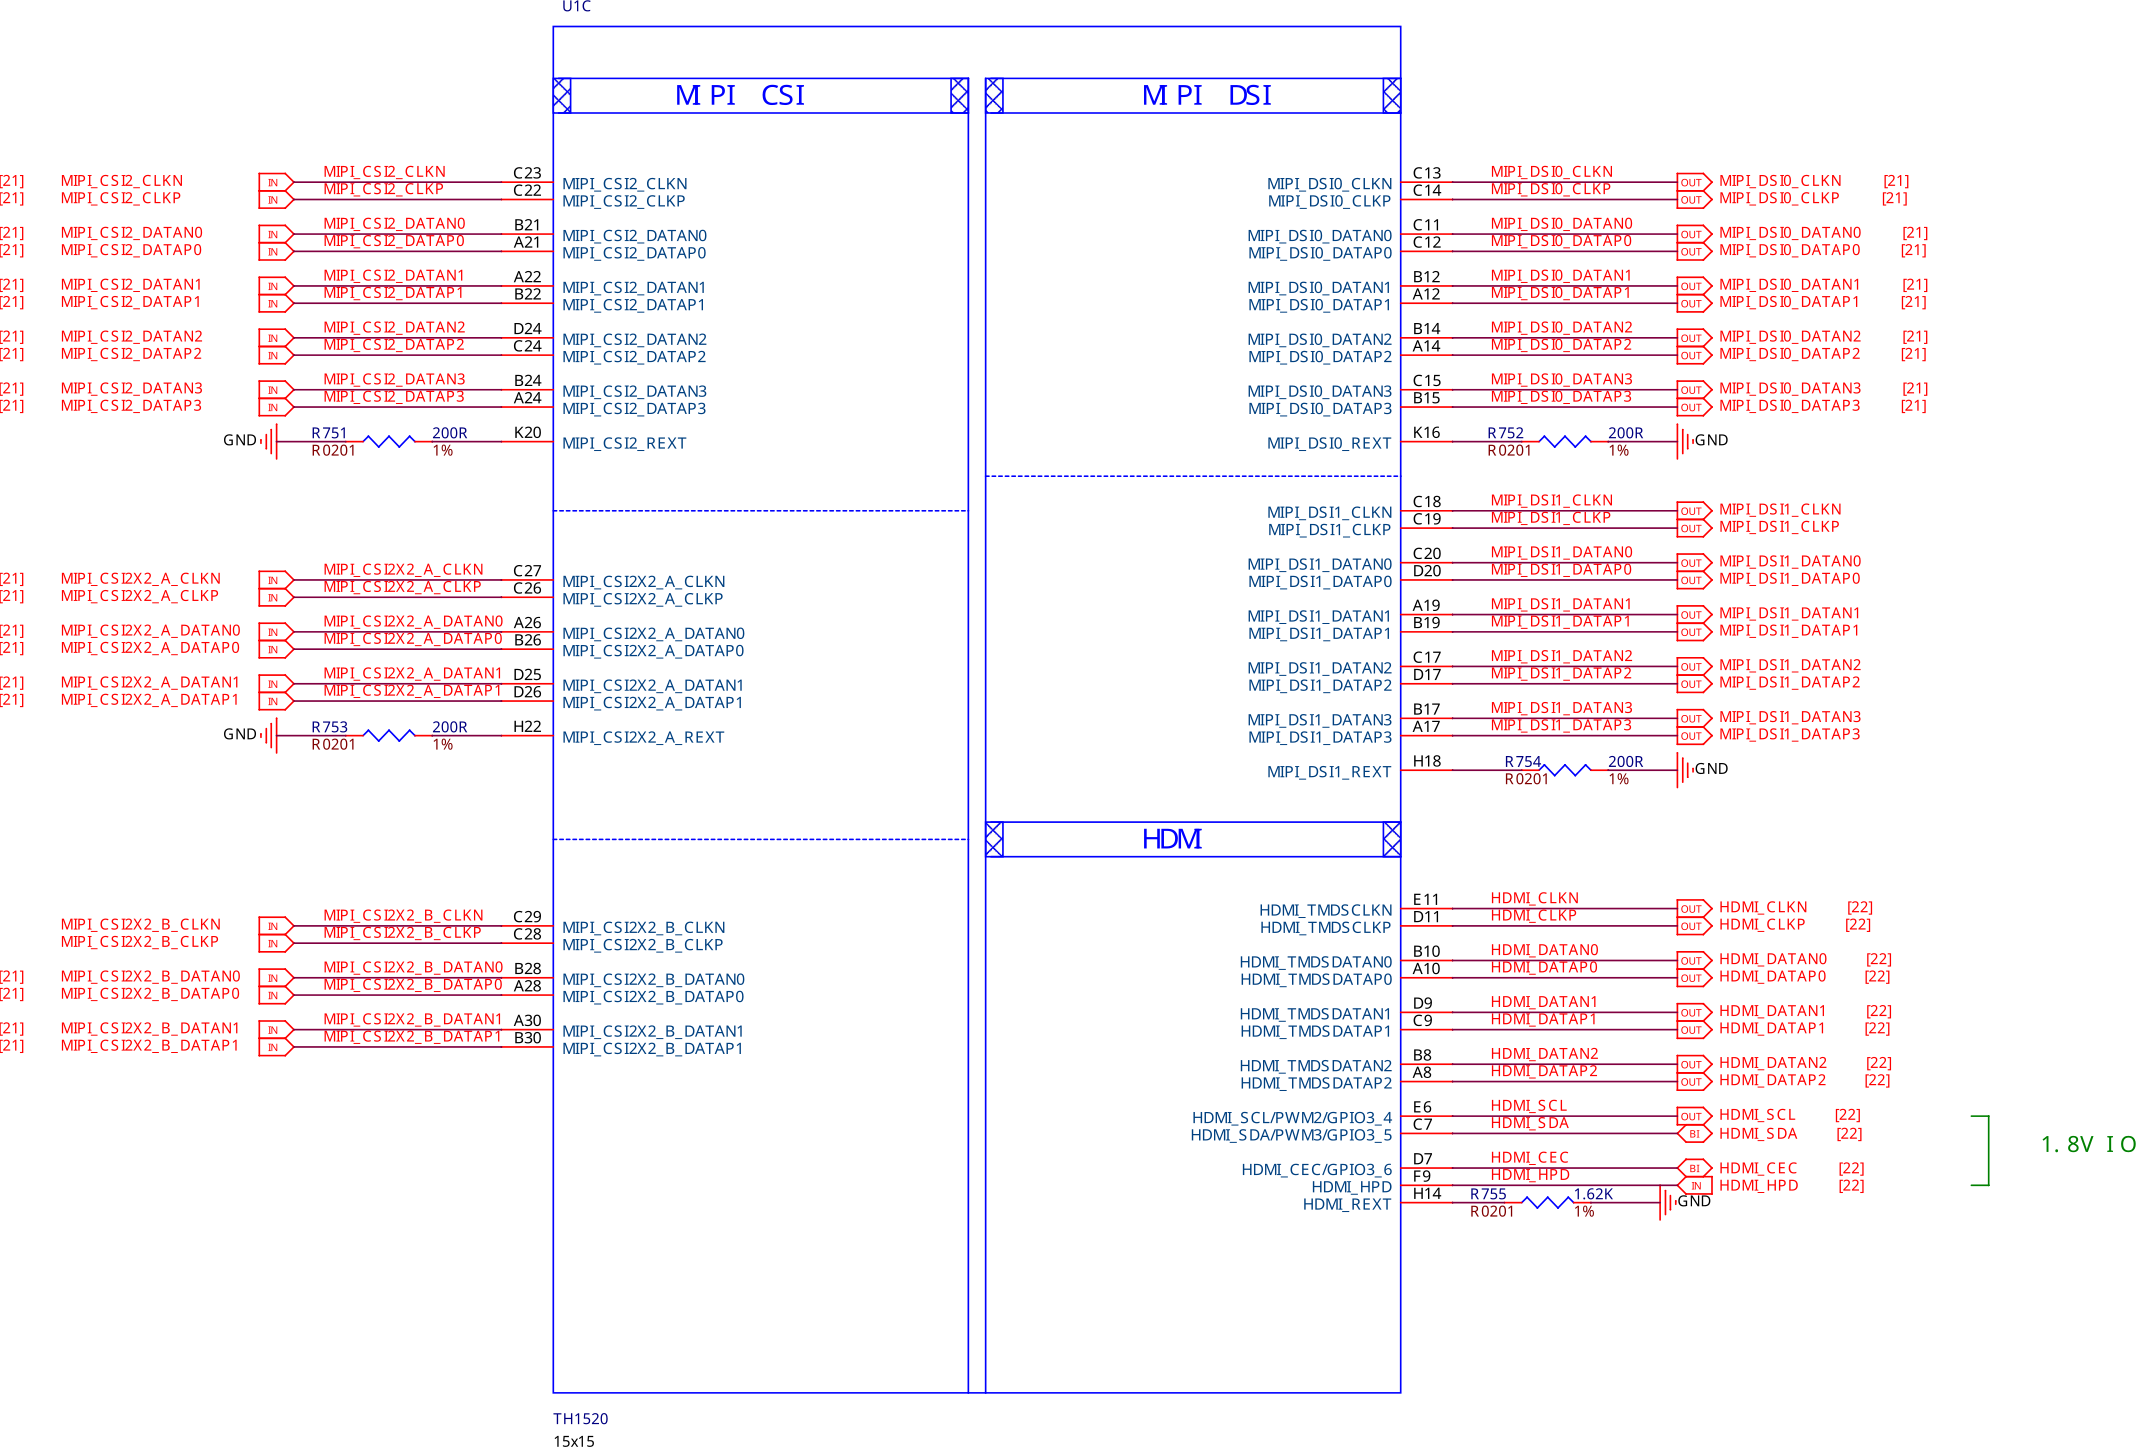 U1C
MIPI CSI MIPI DSI
[21] MIPI_CSI2_CLKN IN MIPI_CSI2_CLKN C23 MIPI_CSI2_CLKN MIPI_DSI0_CLKN C13 MIPI_DSI0_CLKN OUT MIPI_DSI0_CLKN [21]
[21] MIPI_CSI2_CLKP IN MIPI_CSI2_CLKP C22 MIPI_CSI2_CLKP MIPI_DSI0_CLKP C14 MIPI_DSI0_CLKP OUT MIPI_DSI0_CLKP [21]
[21] MIPI_CSI2_DATAN0 IN MIPI_CSI2_DATAN0 B21 MIPI_CSI2_DATAN0 MIPI_DSI0_DATAN0 C11 MIPI_DSI0_DATAN0 OUT MIPI_DSI0_DATAN0 [21]
[21] MIPI_CSI2_DATAP0 IN MIPI_CSI2_DATAP0 A21 MIPI_CSI2_DATAP0 MIPI_DSI0_DATAP0 C12 MIPI_DSI0_DATAP0 OUT MIPI_DSI0_DATAP0 [21]
[21] MIPI_CSI2_DATAN1 IN MIPI_CSI2_DATAN1 A22 MIPI_CSI2_DATAN1 MIPI_DSI0_DATAN1 B12 MIPI_DSI0_DATAN1 OUT MIPI_DSI0_DATAN1 [21]
[21] MIPI_CSI2_DATAP1 IN MIPI_CSI2_DATAP1 B22 MIPI_CSI2_DATAP1 MIPI_DSI0_DATAP1 A12 MIPI_DSI0_DATAP1 OUT MIPI_DSI0_DATAP1 [21]
[21] MIPI_CSI2_DATAN2 IN MIPI_CSI2_DATAN2 D24 MIPI_CSI2_DATAN2 MIPI_DSI0_DATAN2 B14 MIPI_DSI0_DATAN2 OUT MIPI_DSI0_DATAN2 [21]
[21] MIPI_CSI2_DATAP2 IN MIPI_CSI2_DATAP2 C24 MIPI_CSI2_DATAP2 MIPI_DSI0_DATAP2 A14 MIPI_DSI0_DATAP2 OUT MIPI_DSI0_DATAP2 [21]
[21] MIPI_CSI2_DATAN3 IN MIPI_CSI2_DATAN3 B24 MIPI_CSI2_DATAN3 MIPI_DSI0_DATAN3 C15 MIPI_DSI0_DATAN3 OUT MIPI_DSI0_DATAN3 [21]
[21] MIPI_CSI2_DATAP3 IN MIPI_CSI2_DATAP3 A24 MIPI_CSI2_DATAP3 MIPI_DSI0_DATAP3 B15 MIPI_DSI0_DATAP3 OUT MIPI_DSI0_DATAP3 [21]
GND R751 200R K20 MIPI_CSI2_REXT MIPI_DSI0_REXT K16 R752 200R GND
R0201 1% R0201 1%
MIPI_DSI1_CLKN C18 MIPI_DSI1_CLKN OUT MIPI_DSI1_CLKN
MIPI_DSI1_CLKP C19 MIPI_DSI1_CLKP OUT MIPI_DSI1_CLKP
MIPI_DSI1_DATAN0 C20 MIPI_DSI1_DATAN0 OUT MIPI_DSI1_DATAN0
[21] MIPI_CSI2X2_A_CLKN IN MIPI_CSI2X2_A_CLKN C27 MIPI_CSI2X2_A_CLKN MIPI_DSI1_DATAP0 D20 MIPI_DSI1_DATAP0 OUT MIPI_DSI1_DATAP0
[21] MIPI_CSI2X2_A_CLKP IN MIPI_CSI2X2_A_CLKP C26 MIPI_CSI2X2_A_CLKP
MIPI_DSI1_DATAN1 A19 MIPI_DSI1_DATAN1 OUT MIPI_DSI1_DATAN1
[21] MIPI_CSI2X2_A_DATAN0 IN MIPI_CSI2X2_A_DATAN0 A26 MIPI_CSI2X2_A_DATAN0 MIPI_DSI1_DATAP1 B19 MIPI_DSI1_DATAP1 OUT MIPI_DSI1_DATAP1
[21] MIPI_CSI2X2_A_DATAP0 IN MIPI_CSI2X2_A_DATAP0 B26 MIPI_CSI2X2_A_DATAP0
MIPI_DSI1_DATAN2 C17 MIPI_DSI1_DATAN2 OUT MIPI_DSI1_DATAN2
[21] MIPI_CSI2X2_A_DATAN1 IN MIPI_CSI2X2_A_DATAN1 D25 MIPI_CSI2X2_A_DATAN1 MIPI_DSI1_DATAP2 D17 MIPI_DSI1_DATAP2 OUT MIPI_DSI1_DATAP2
[21] MIPI_CSI2X2_A_DATAP1 IN MIPI_CSI2X2_A_DATAP1 D26 MIPI_CSI2X2_A_DATAP1
MIPI_DSI1_DATAN3 B17 MIPI_DSI1_DATAN3 OUT MIPI_DSI1_DATAN3
GND R753 200R H22 MIPI_CSI2X2_A_REXT MIPI_DSI1_DATAP3 A17 MIPI_DSI1_DATAP3 OUT MIPI_DSI1_DATAP3
R0201 1%
MIPI_DSI1_REXT H18 R754 200R GND
R0201 1%
HDMI
HDMI_TMDSCLKN E11 HDMI_CLKN OUT HDMI_CLKN [22]
MIPI_CSI2X2_B_CLKN IN MIPI_CSI2X2_B_CLKN C29 MIPI_CSI2X2_B_CLKN HDMI_TMDSCLKP D11 HDMI_CLKP OUT HDMI_CLKP [22]
MIPI_CSI2X2_B_CLKP IN MIPI_CSI2X2_B_CLKP C28 MIPI_CSI2X2_B_CLKP
HDMI_TMDSDATAN0 B10 HDMI_DATAN0 OUT HDMI_DATAN0 [22]
[21] MIPI_CSI2X2_B_DATAN0 IN MIPI_CSI2X2_B_DATAN0 B28 MIPI_CSI2X2_B_DATAN0 HDMI_TMDSDATAP0 A10 HDMI_DATAP0 OUT HDMI_DATAP0 [22]
[21] MIPI_CSI2X2_B_DATAP0 IN MIPI_CSI2X2_B_DATAP0 A28 MIPI_CSI2X2_B_DATAP0
HDMI_TMDSDATAN1 D9 HDMI_DATAN1 OUT HDMI_DATAN1 [22]
[21] MIPI_CSI2X2_B_DATAN1 IN MIPI_CSI2X2_B_DATAN1 A30 MIPI_CSI2X2_B_DATAN1 HDMI_TMDSDATAP1 C9 HDMI_DATAP1 OUT HDMI_DATAP1 [22]
[21] MIPI_CSI2X2_B_DATAP1 IN MIPI_CSI2X2_B_DATAP1 B30 MIPI_CSI2X2_B_DATAP1
HDMI_TMDSDATAN2 B8 HDMI_DATAN2 OUT HDMI_DATAN2 [22]
HDMI_TMDSDATAP2 A8 HDMI_DATAP2 OUT HDMI_DATAP2 [22]
HDMI_SCL/PWM2/GPIO3_4 E6 HDMI_SCL OUT HDMI_SCL [22]
HDMI_SDA/PWM3/GPIO3_5 C7 HDMI_SDA BI HDMI_SDA [22]
1.8V IO
HDMI_CEC/GPIO3_6 D7 HDMI_CEC BI HDMI_CEC [22]
HDMI_HPD F9 HDMI_HPD IN HDMI_HPD [22]
HDMI_REXT H14 R755 1.62K GND
R0201 1%
TH1520
15x15